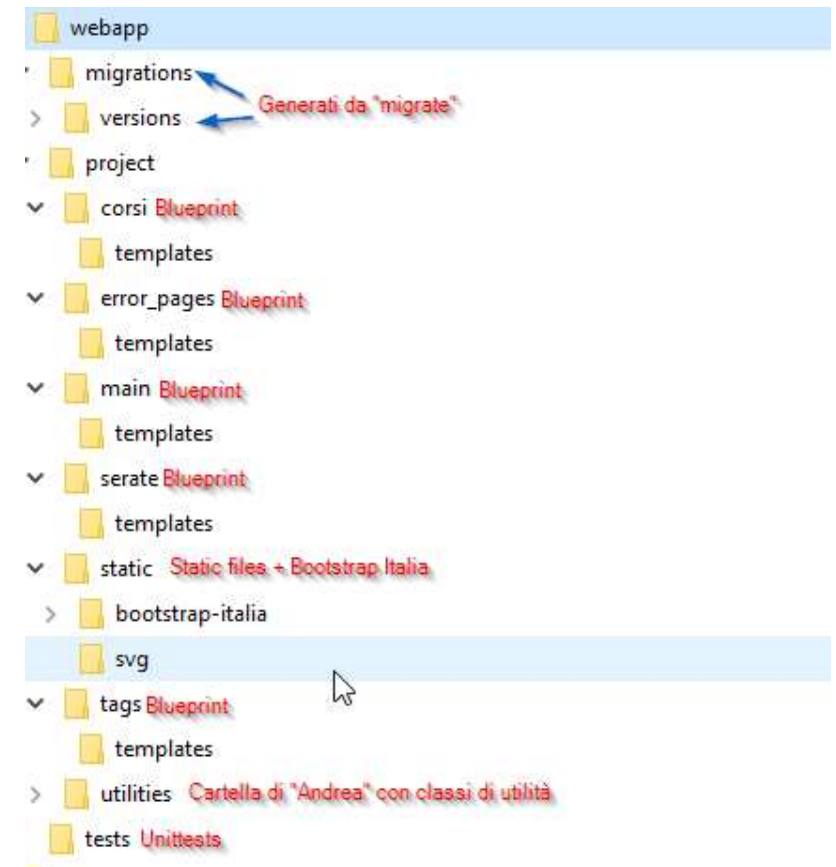 webapp
migrations
Generati da "migrate"
versions
project
corsi Blueprint
templates
error_pages Blueprint
templates
main Blueprint
templates
serate Blueprint
templates
static Static files + Bootstrap Italia
bootstrap-italia
svg
tags Blueprint
templates
utilities Cartella di "Andrea" con classi di utilità
tests Unittests